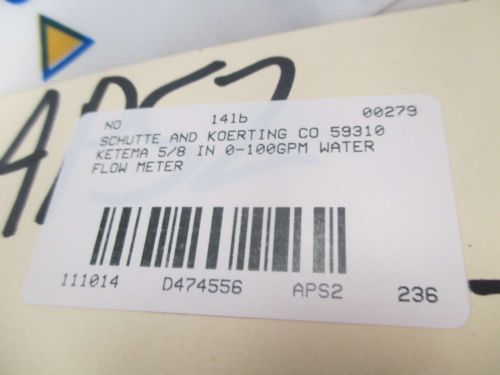 APS2
NO 14lb 00279
SCHUTTE AND KOERTING CO 59310
KETEMA 5/8 IN 0-100GPM WATER
FLOW METER
111014 D474556 APS2 236